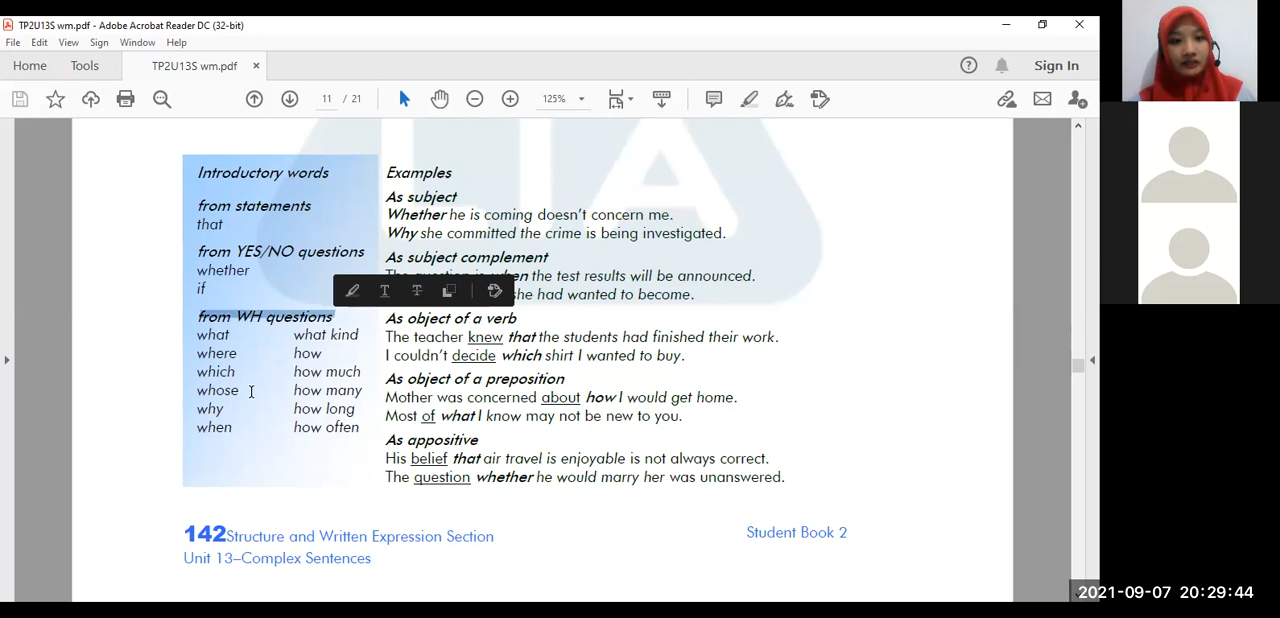 TP2U13S wm.pdf - Adobe Acrobat Reader DC (32-bit)
File Edit View Sign Window Help
Home Tools TP2U13S wm.pdf × Sign In
11 / 21 125%
Introductory words
from statements
that
from YES/NO questions
whether
if
from WH questions
what what kind
where how
which how much
whose how many
why how long
when how often
Examples
As subject
Whether he is coming doesn't concern me.
Why she committed the crime is being investigated.
As subject complement
when the test results will be announced.
she had wanted to become.
As object of a verb
The teacher knew that the students had finished their work.
I couldn't decide which shirt I wanted to buy.
As object of a preposition
Mother was concerned about how I would get home.
Most of what I know may not be new to you.
As appositive
His belief that air travel is enjoyable is not always correct.
The question whether he would marry her was unanswered.
142 Structure and Written Expression Section Student Book 2
Unit 13–Complex Sentences
2021-09-07 20:29:44